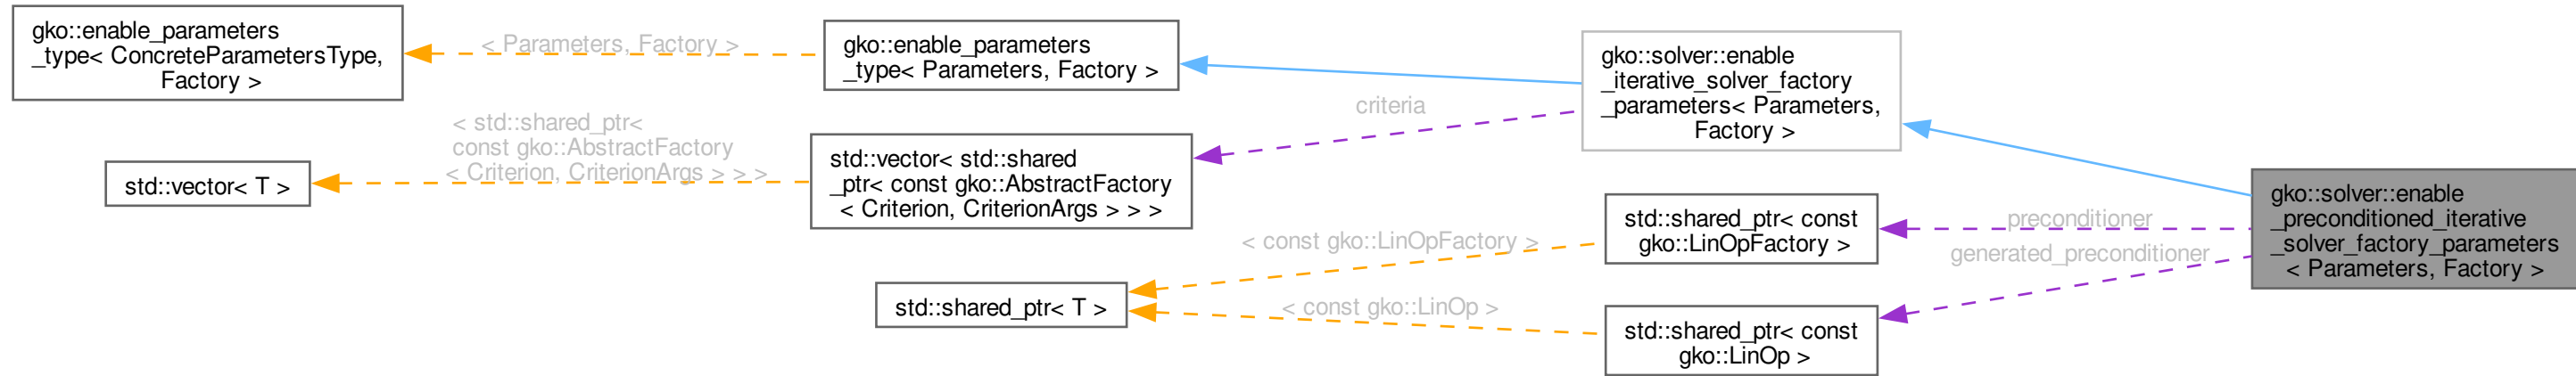 gko::enable_parameters
_type< ConcreteParametersType,
Factory >
< Parameters, Factory >
gko::enable_parameters
_type< Parameters, Factory >
gko::solver::enable
_iterative_solver_factory
_parameters< Parameters,
Factory >
criteria
< std::shared_ptr<
const gko::AbstractFactory
< Criterion, CriterionArgs > > >
std::vector< T >
std::vector< std::shared
_ptr< const gko::AbstractFactory
< Criterion, CriterionArgs > > >
gko::solver::enable
_preconditioned_iterative
_solver_factory_parameters
< Parameters, Factory >
preconditioner
generated_preconditioner
std::shared_ptr< const
gko::LinOpFactory >
< const gko::LinOpFactory >
std::shared_ptr< T >
< const gko::LinOp >
std::shared_ptr< const
gko::LinOp >